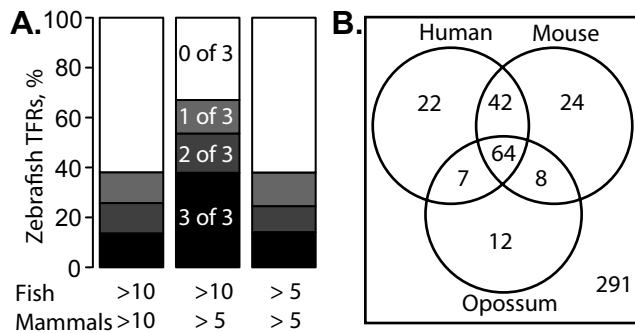 A.
Zebrafish TFRs, %
100
80
60
40
20
0
0 of 3
1 of 3
2 of 3
3 of 3
Fish >10 >10 > 5
Mammals >10 > 5 > 5
B.
Human Mouse
22 42 24
64
7 8
12
291
Opossum